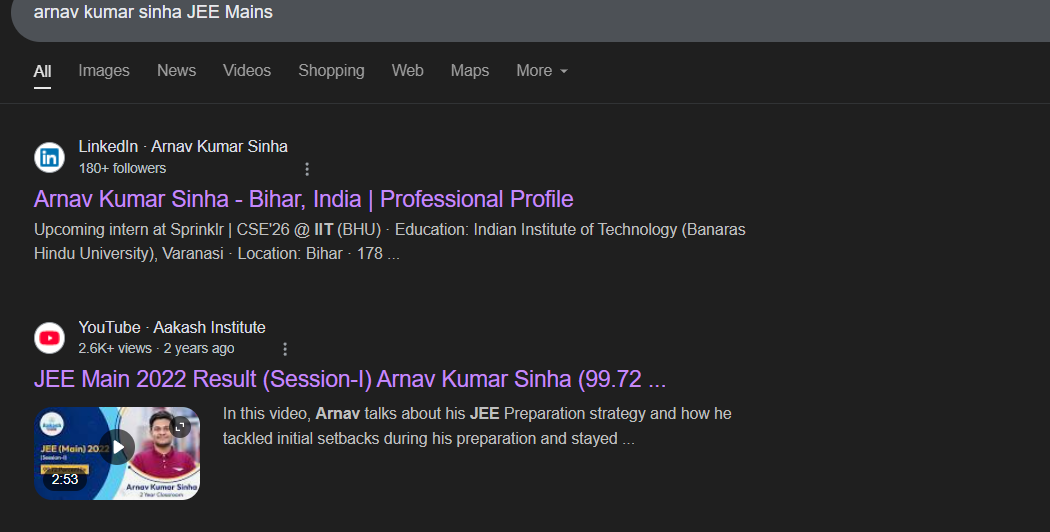 arnav kumar sinha JEE Mains
All Images News Videos Shopping Web Maps More
LinkedIn · Arnav Kumar Sinha
180+ followers
Arnav Kumar Sinha - Bihar, India | Professional Profile
Upcoming intern at Sprinklr | CSE'26 @ IIT (BHU) · Education: Indian Institute of Technology (Banaras
Hindu University), Varanasi · Location: Bihar · 178 ...
YouTube · Aakash Institute
2.6K+ views · 2 years ago
JEE Main 2022 Result (Session-I) Arnav Kumar Sinha (99.72 ...
In this video, Arnav talks about his JEE Preparation strategy and how he
tackled initial setbacks during his preparation and stayed ...
Aakash
JEE (Main) 2022
(Session-I)
2:53
Arnav Kumar Sinha
2 Year Classroom